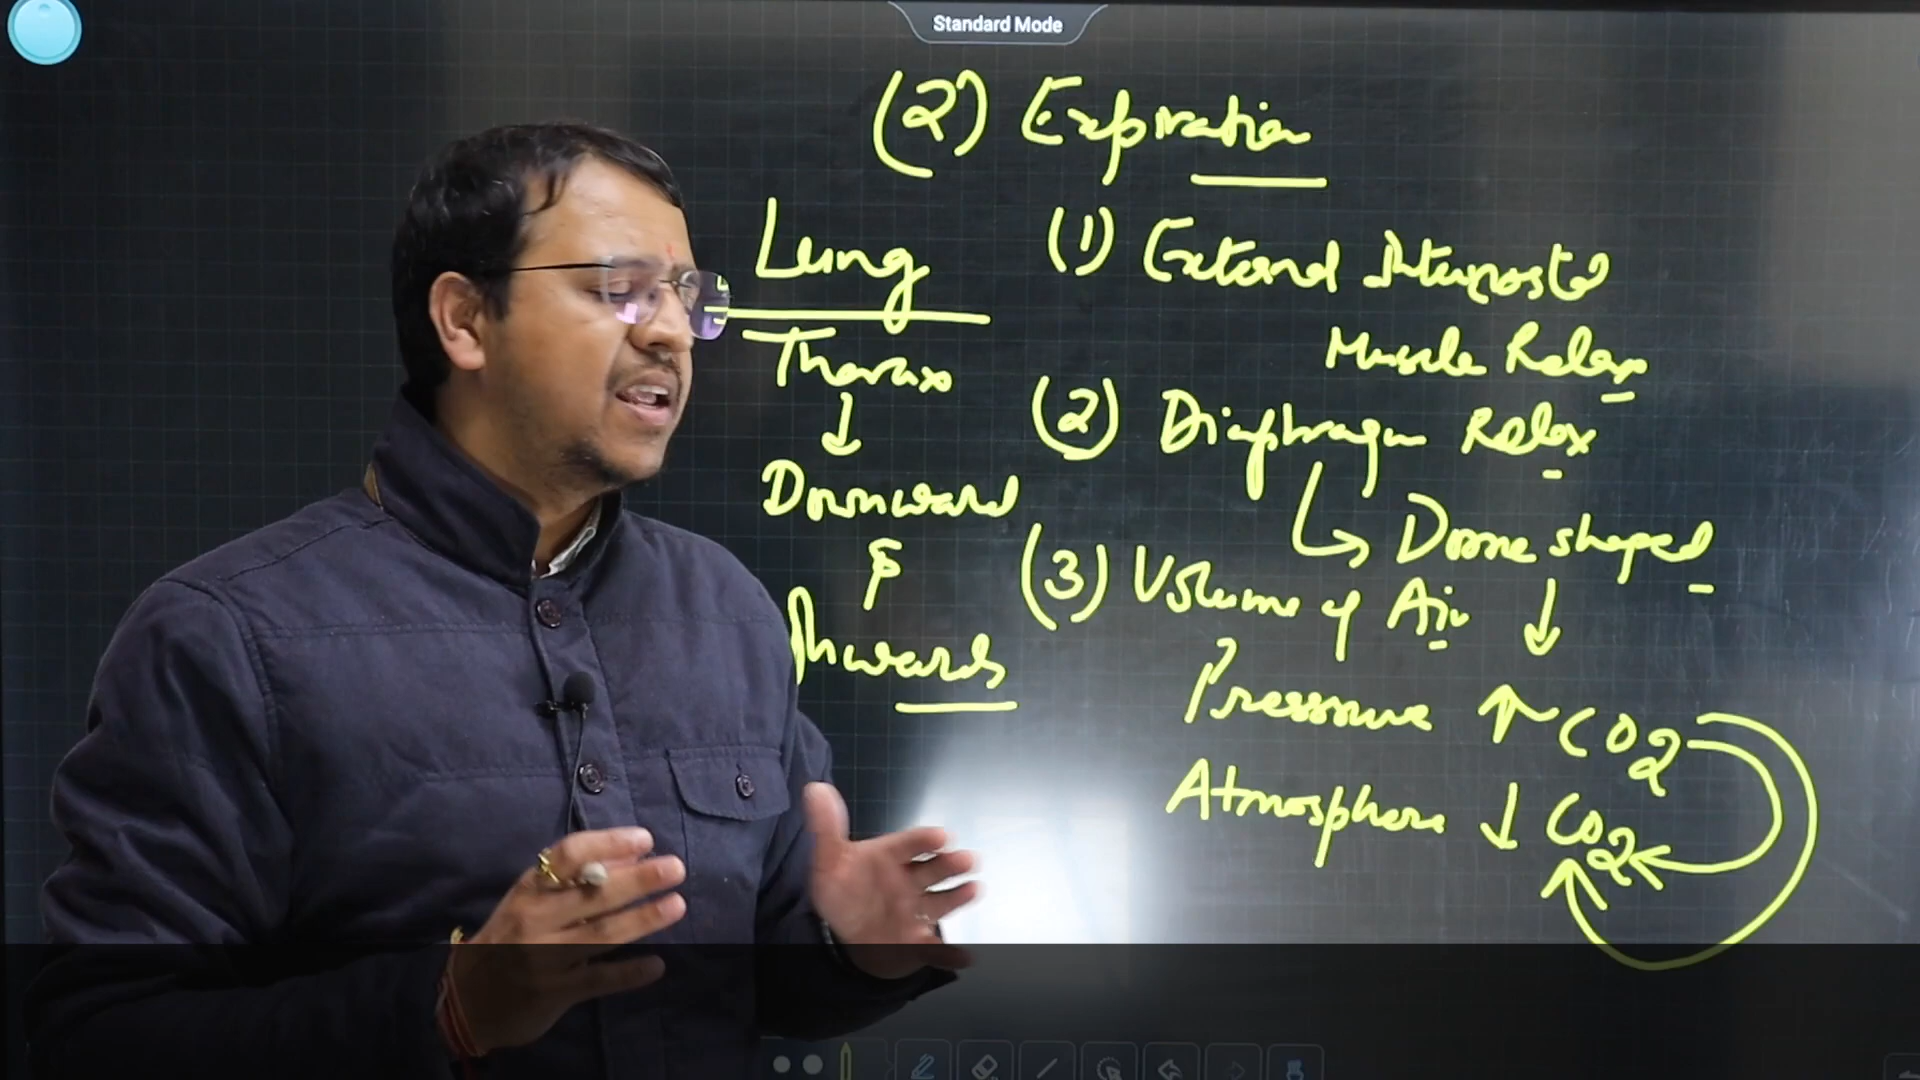 Standard Mode
(2) Expiration
Lung
Thorax
↓
Downward
&
Inwards
(1) External Intercostal
Muscle Relax
(2) Diaphragm Relax
↳ Dome shaped
(3) Volume of Air ↓
Pressure ↑ CO2
Atmosphere ↓ CO2